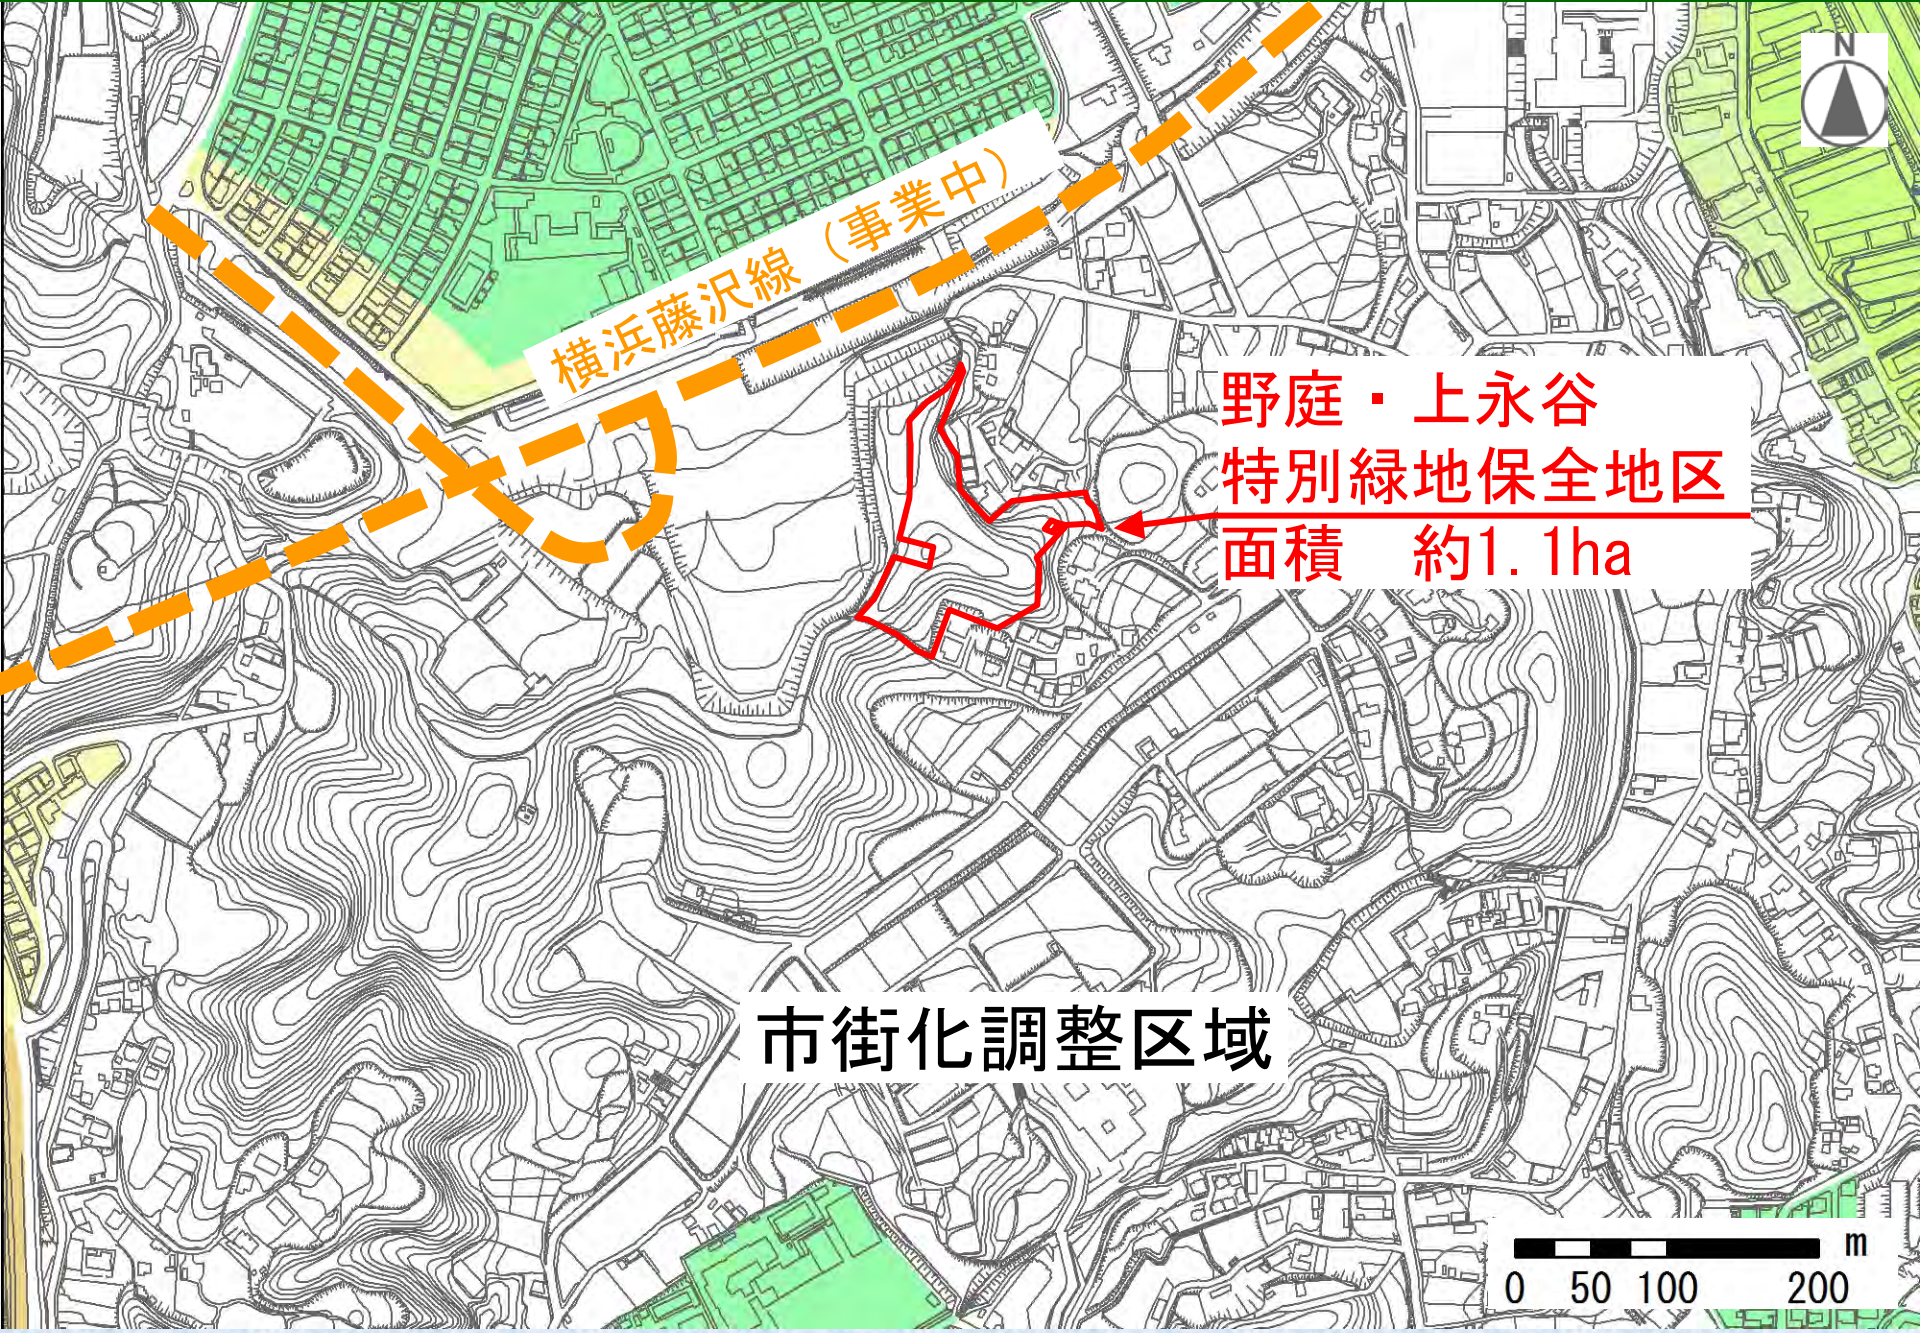 N
横浜藤沢線（事業中）
野庭・上永谷
特別緑地保全地区
面積　約1.1ha
市街化調整区域
m
0 50 100 200